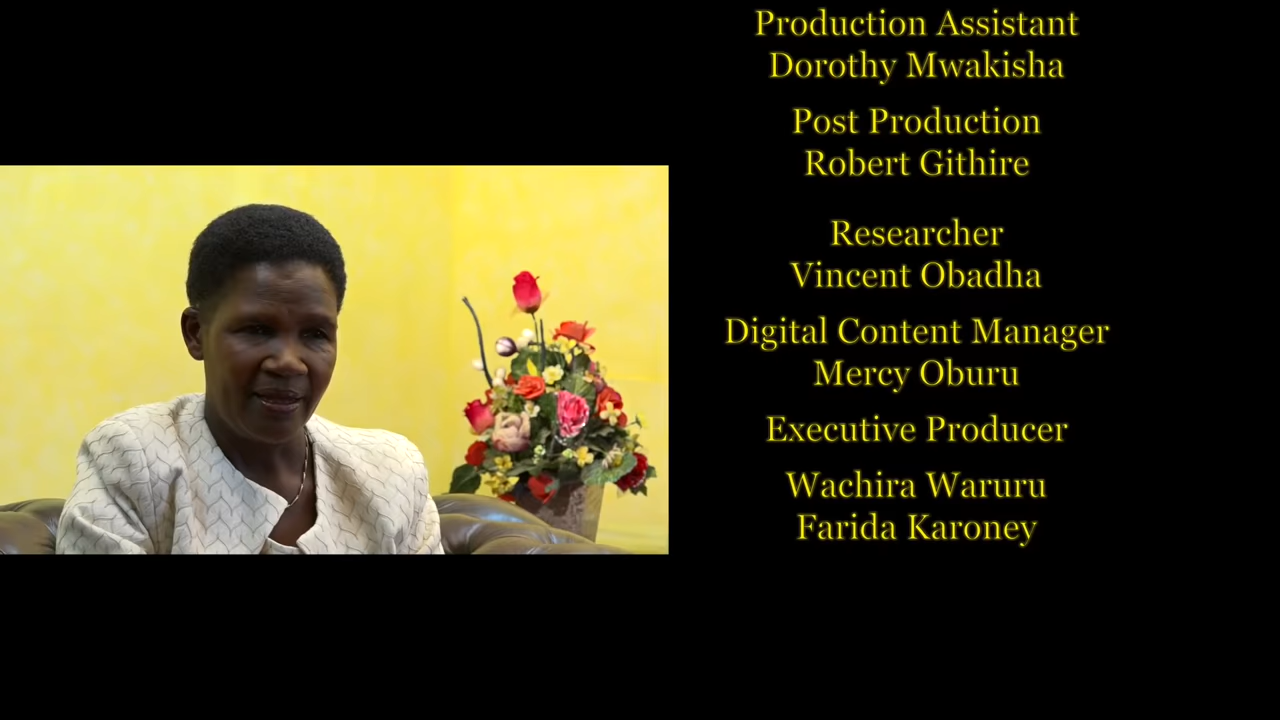 Production Assistant
Dorothy Mwakisha
Post Production
Robert Githire
Researcher
Vincent Obadha
Digital Content Manager
Mercy Oburu
Executive Producer
Wachira Waruru
Farida Karoney